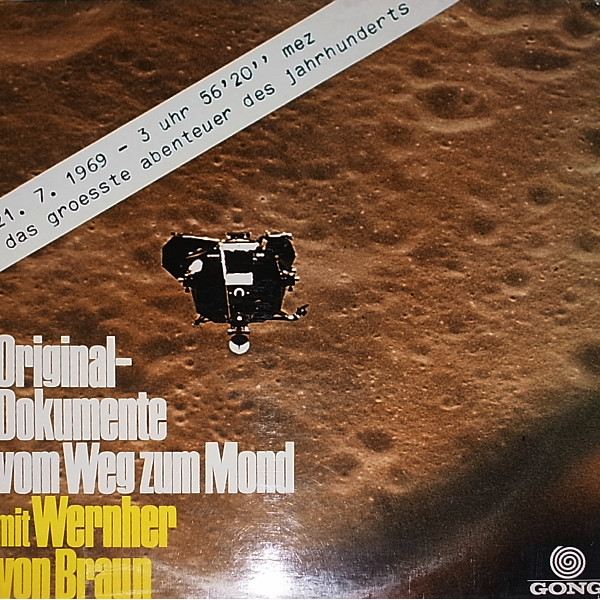 21. 7. 1969 - 3 uhr 56'20'' mez
das groesste abenteuer des jahrhunderts
Original-
Dokumente
vom Weg zum Mond
mit Wernher
von Braun
GONG